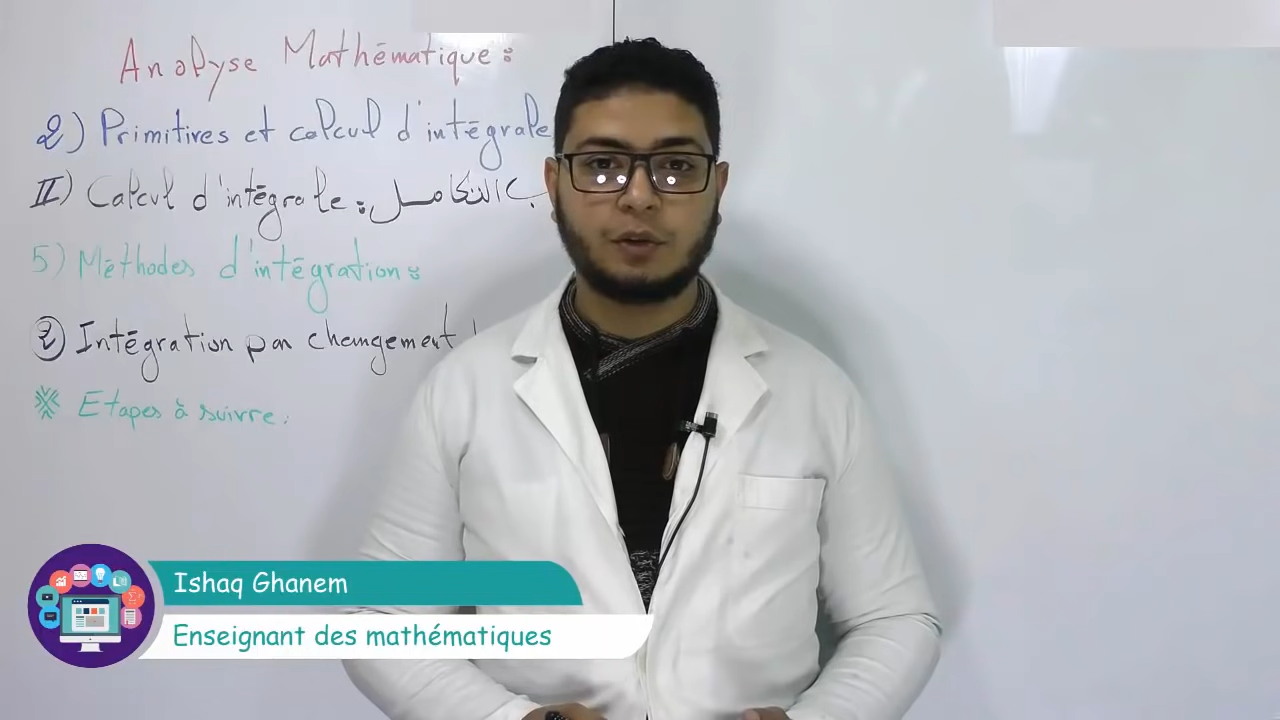 Analyse Mathématique :
2) Primitives et calcul d'intégrale
II) Calcul d'intégrale : ب التكامل
5) Méthodes d'intégration :
2 Intégration par changement
※ Etapes à suivre :
Ishaq Ghanem
Enseignant des mathématiques